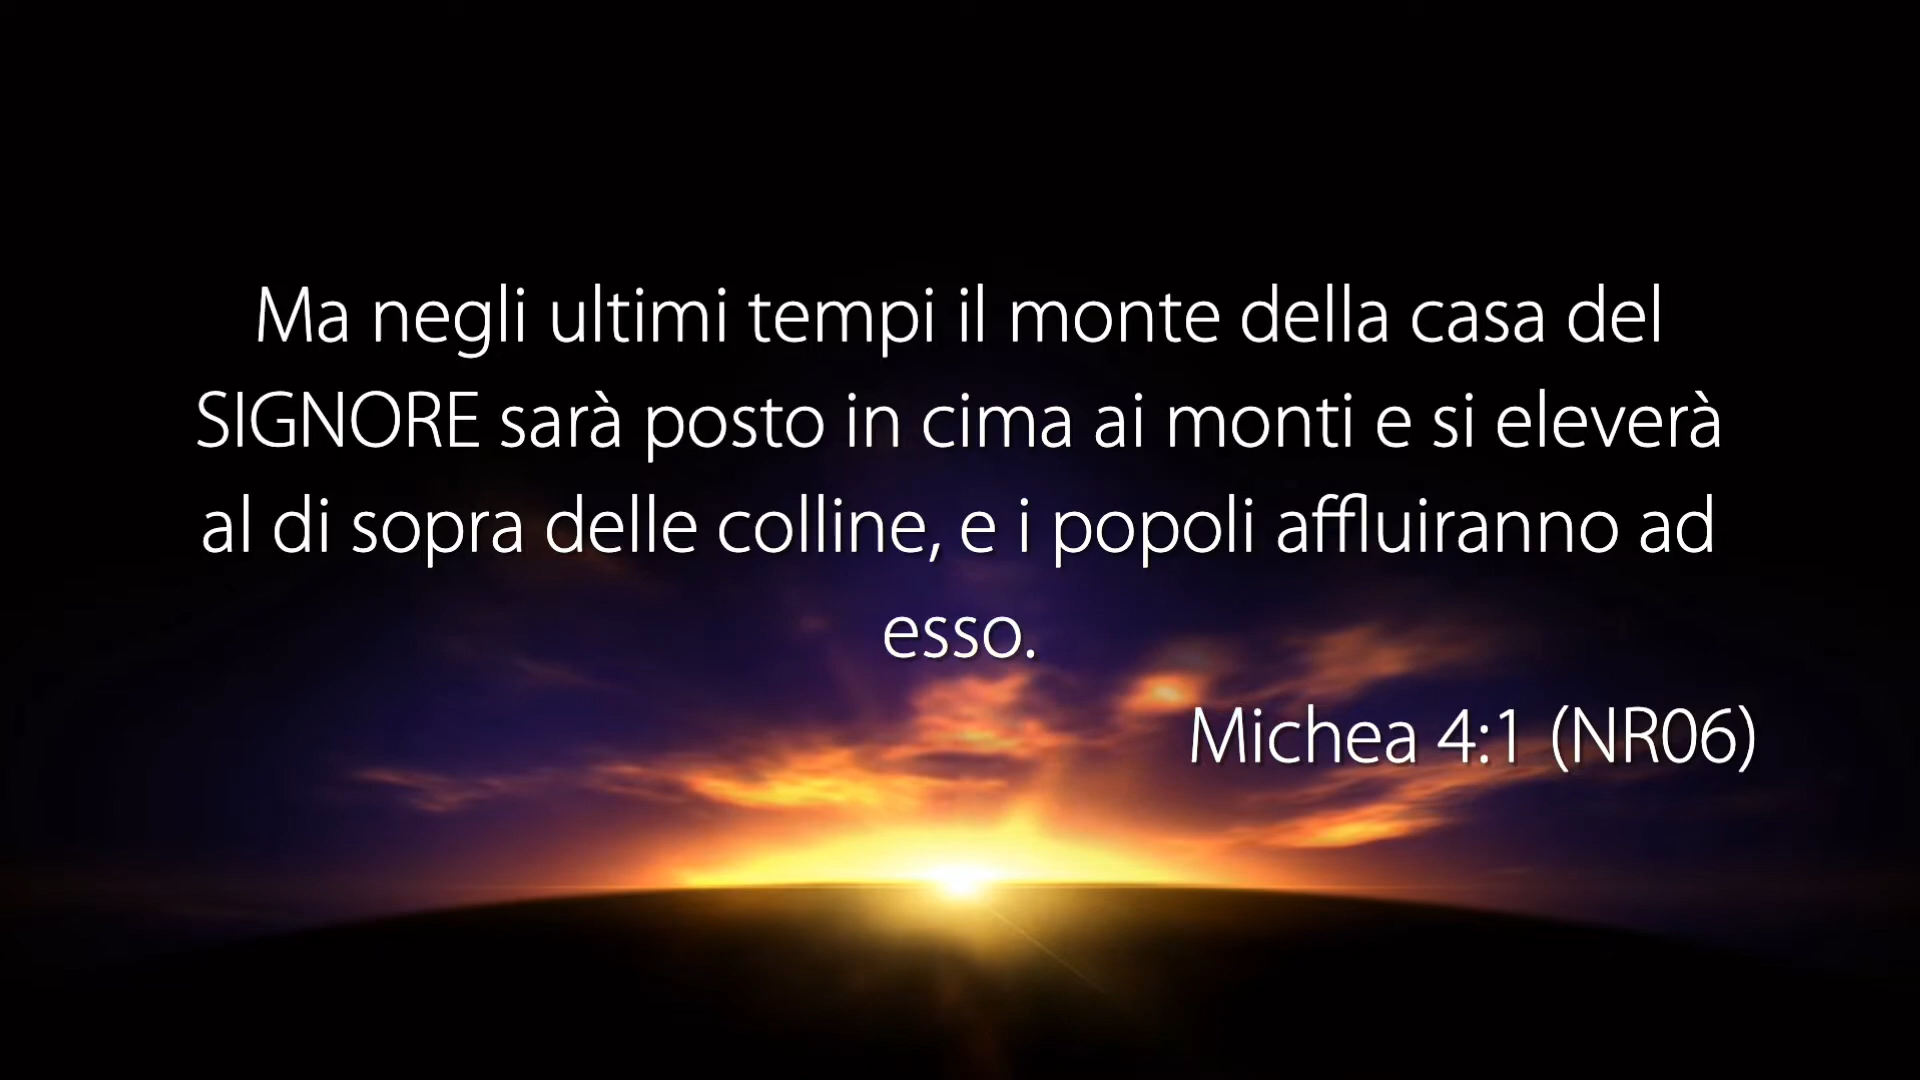 Ma negli ultimi tempi il monte della casa del
SIGNORE sarà posto in cima ai monti e si eleverà
al di sopra delle colline, e i popoli affluiranno ad
esso.
Michea 4:1 (NR06)